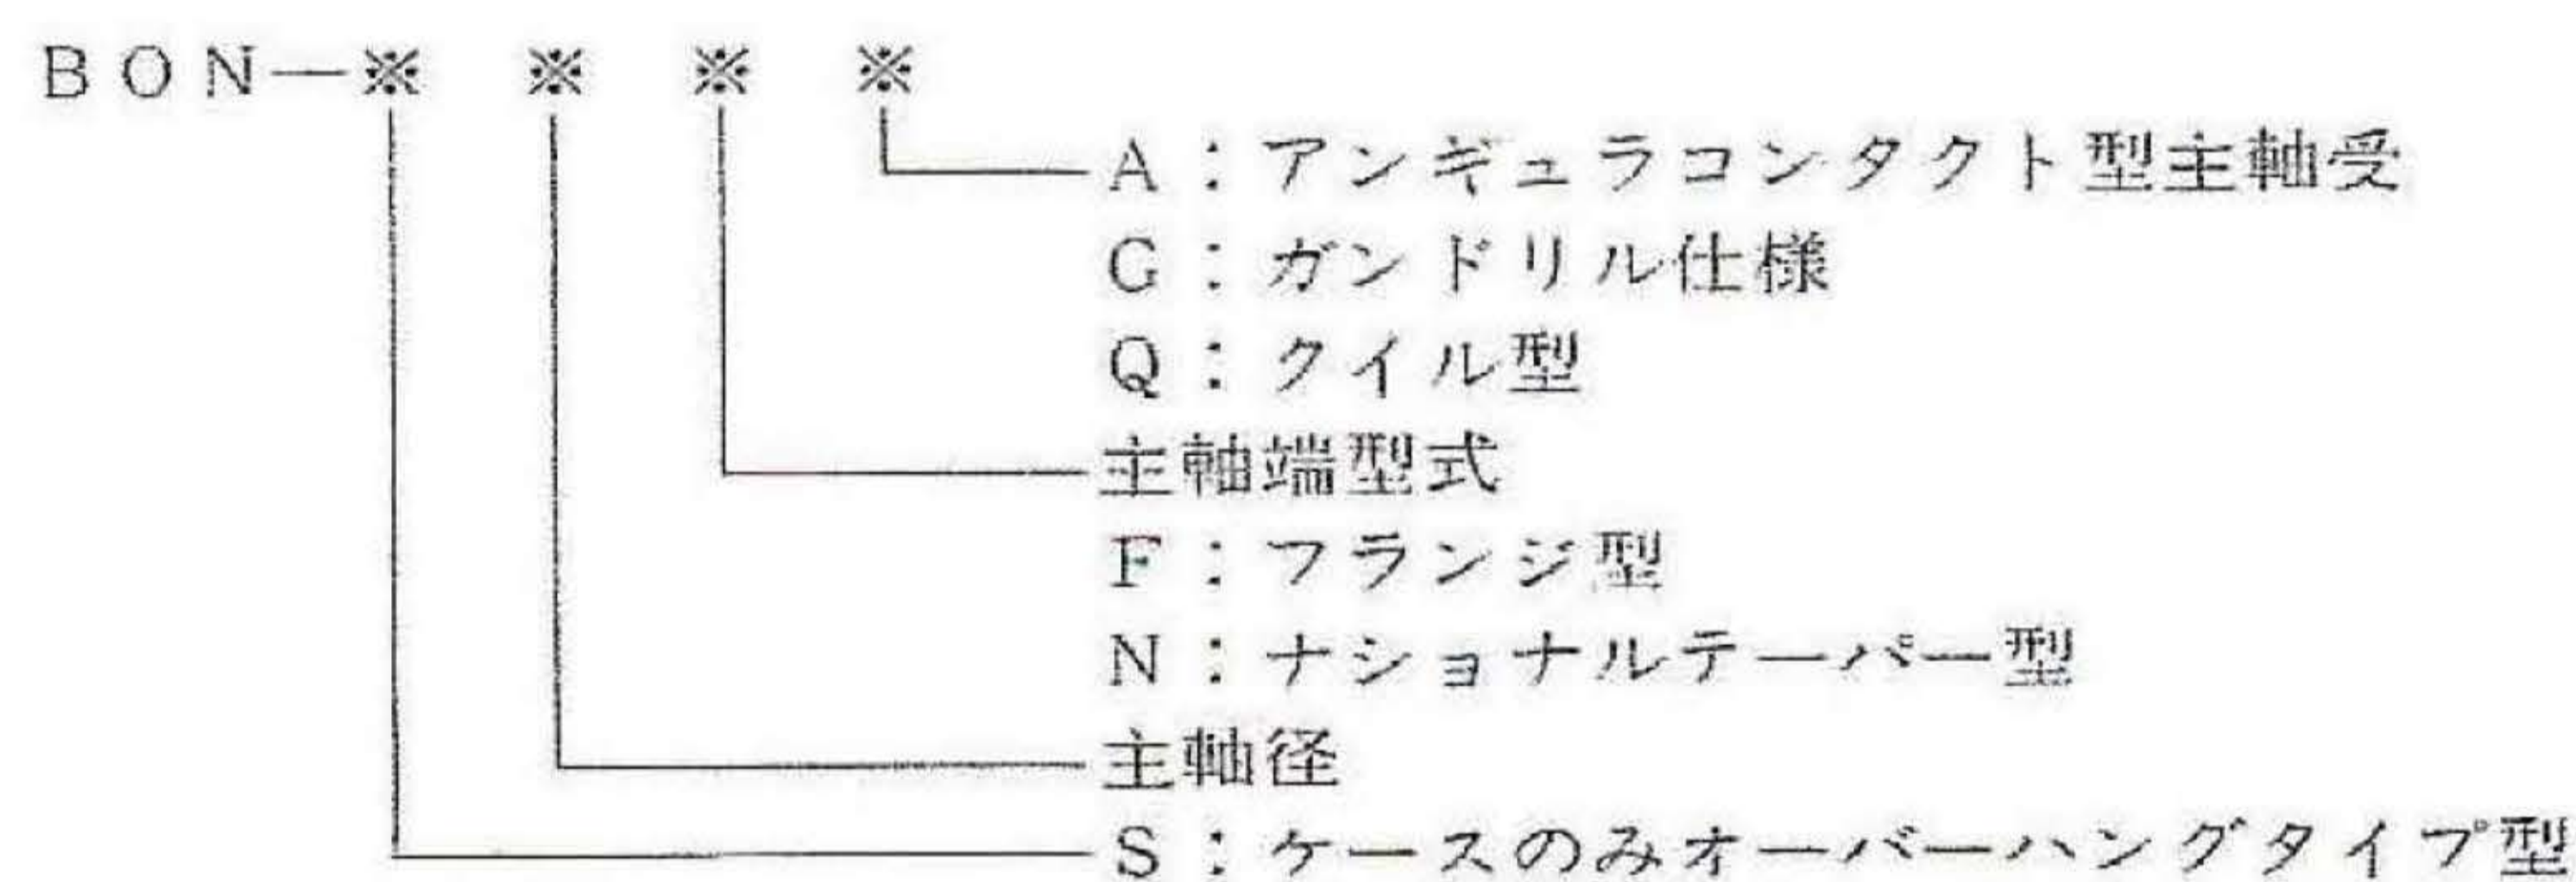 BON—※ ※ ※ ※
A:アンギュラコンタクト型主軸受
G:ガンドリル仕様
Q:クイル型
主軸端型式
F:フランジ型
N:ナショナルテーパー型
主軸径
S:ケースのみオーバーハングタイプ型